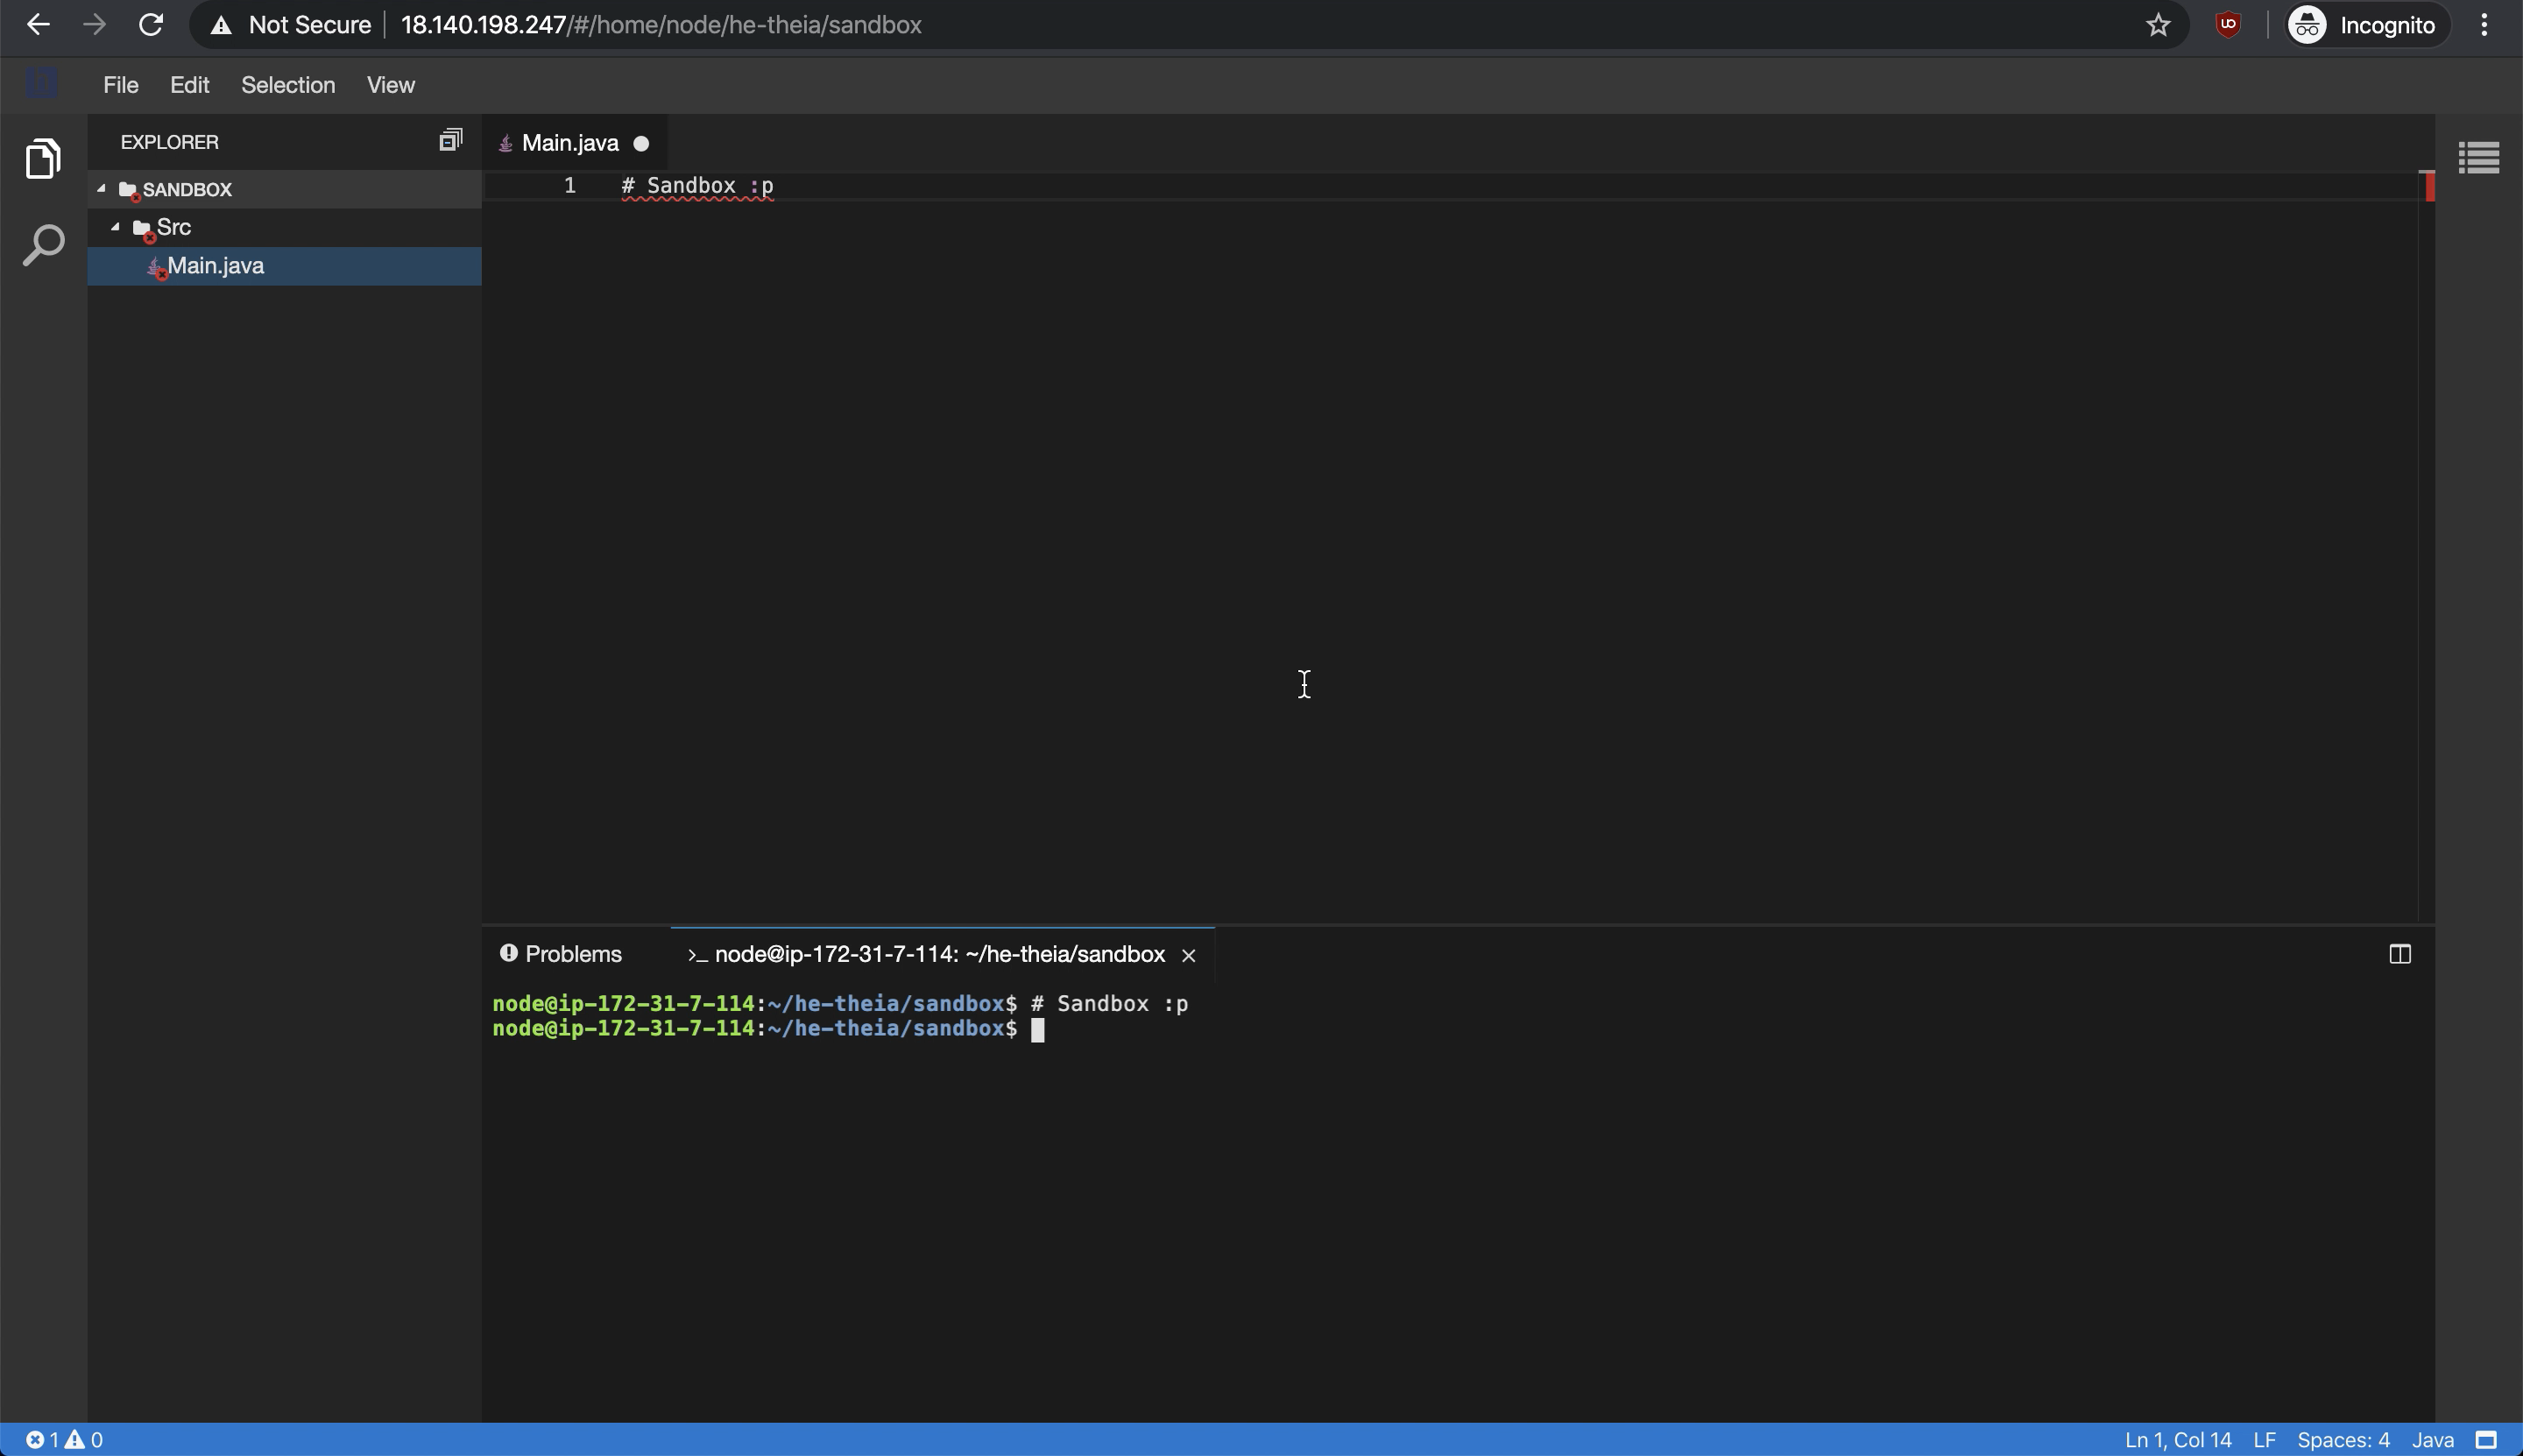 Not Secure 18.140.198.247/#/home/node/he-theia/sandbox Incognito
File Edit Selection View
EXPLORER
SANDBOX
Src
Main.java
Main.java
1 # Sandbox :p
Problems
>_ node@ip-172-31-7-114: ~/he-theia/sandbox
node@ip-172-31-7-114:~/he-theia/sandbox$ # Sandbox :p
node@ip-172-31-7-114:~/he-theia/sandbox$
1 0 Ln 1, Col 14 LF Spaces: 4 Java